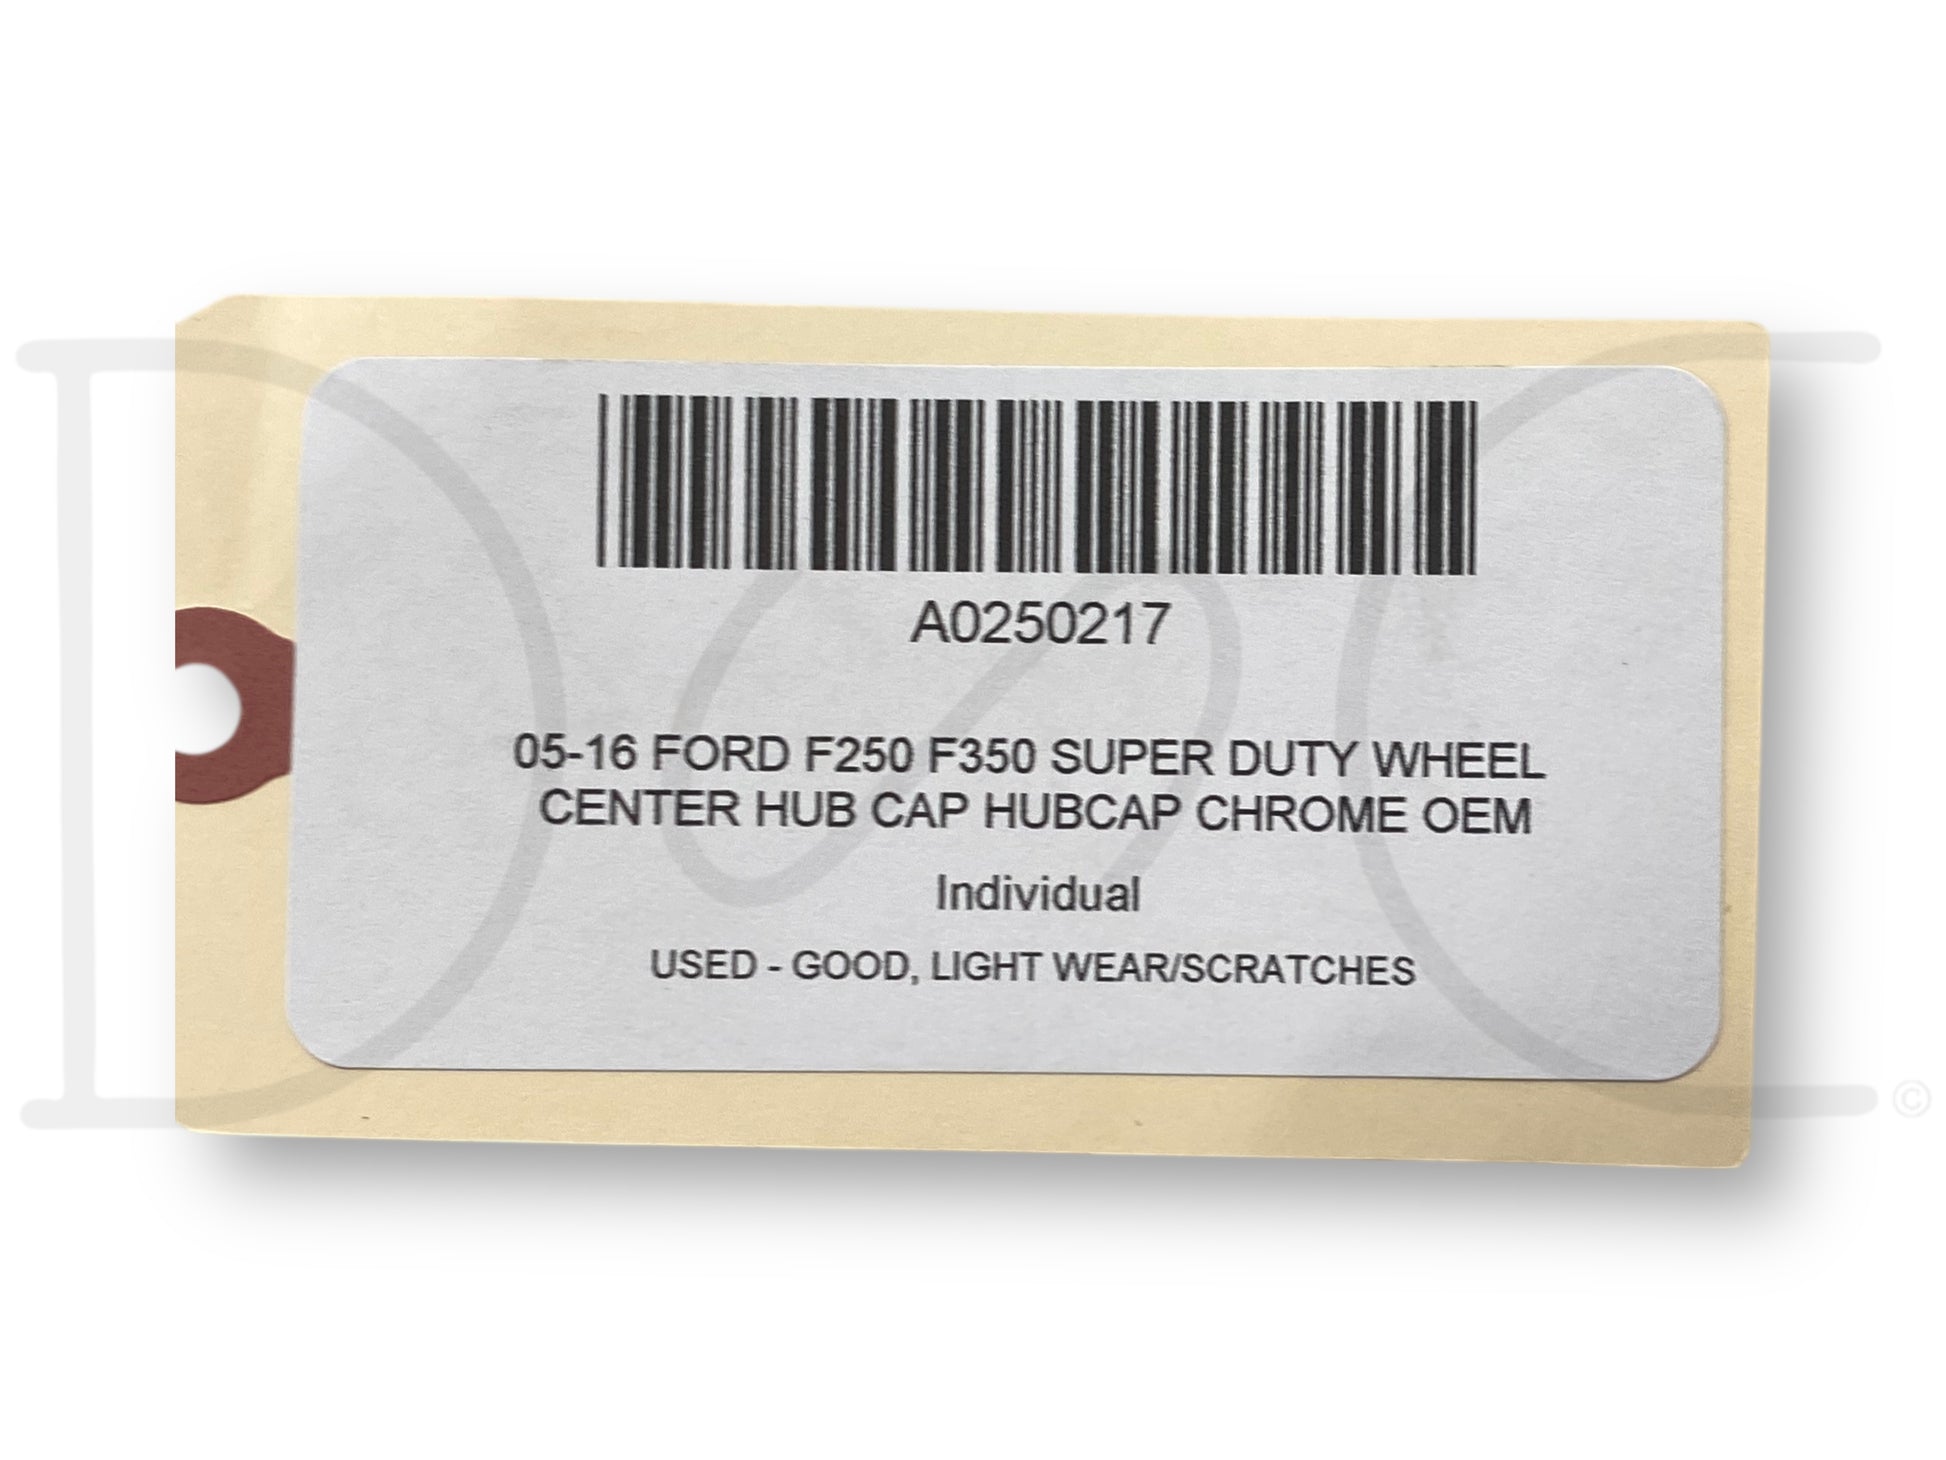 A0250217
05-16 FORD F250 F350 SUPER DUTY WHEEL
CENTER HUB CAP HUBCAP CHROME OEM
Individual
USED - GOOD, LIGHT WEAR/SCRATCHES
©